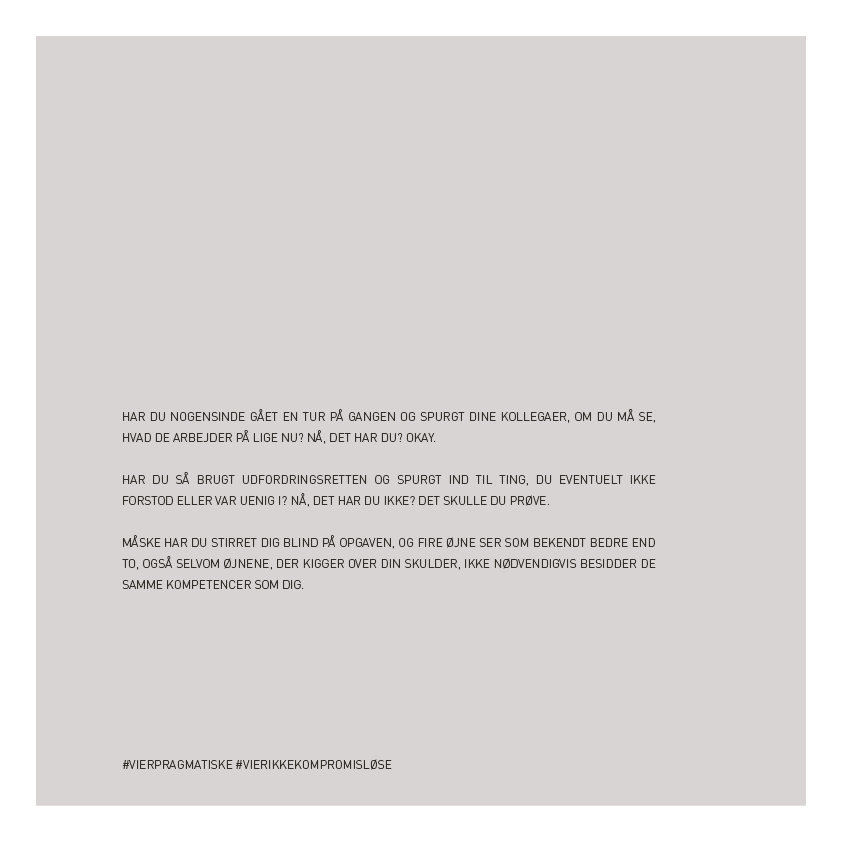 HAR DU NOGENSINDE GÅET EN TUR PÅ GANGEN OG SPURGT DINE KOLLEGAER, OM DU MÅ SE,
HVAD DE ARBEJDER PÅ LIGE NU? NÅ, DET HAR DU? OKAY.
HAR DU SÅ BRUGT UDFORDRINGSRETTEN OG SPURGT IND TIL TING, DU EVENTUELT IKKE
FORSTOD ELLER VAR UENIG I? NÅ, DET HAR DU IKKE? DET SKULLE DU PRØVE.
MÅSKE HAR DU STIRRET DIG BLIND PÅ OPGAVEN, OG FIRE ØJNE SER SOM BEKENDT BEDRE END
TO, OGSÅ SELVOM ØJNENE, DER KIGGER OVER DIN SKULDER, IKKE NØDVENDIGVIS BESIDDER DE
SAMME KOMPETENCER SOM DIG.
#VIERPRAGMATISKE #VIERIKKEKOMPROMISLØSE